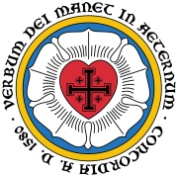 VERBUM DEI MANET IN AETERNUM
CONCORDIA A. D. 1580